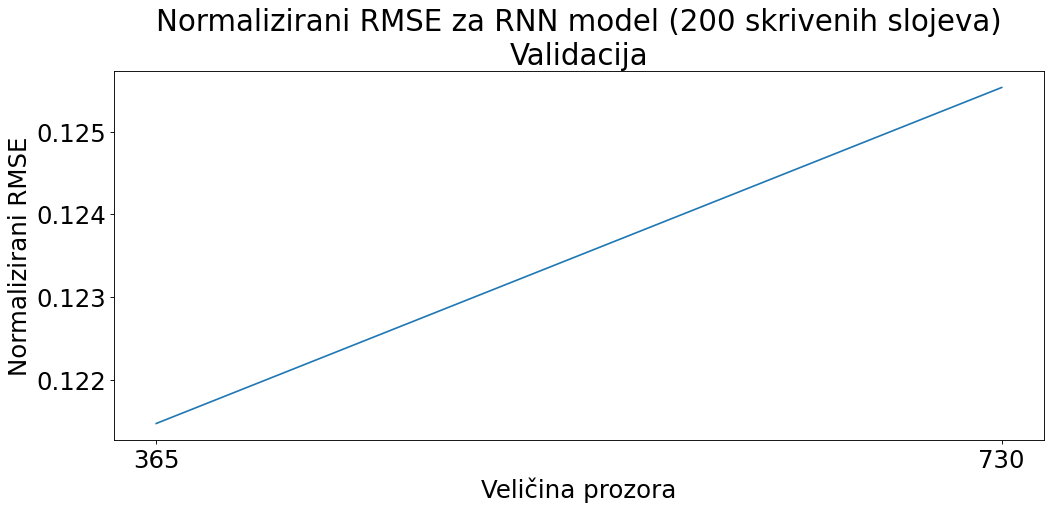 Normalizirani RMSE za RNN model (200 skrivenih slojeva)
Validacija
Normalizirani RMSE
0.125
0.124
0.123
0.122
365
730
Veličina prozora